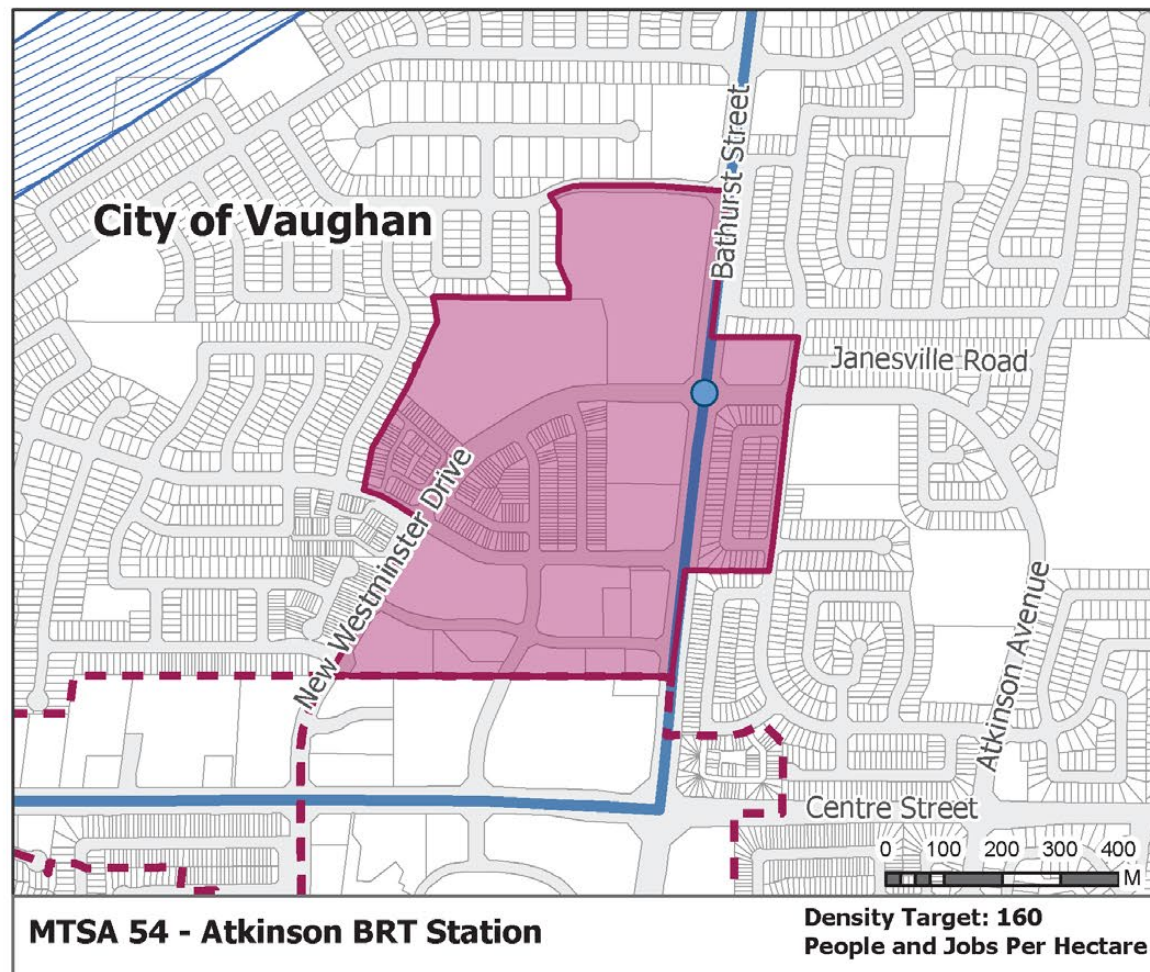 City of Vaughan
Bathurst Street
Janesville Road
New Westminster Drive
Atkinson Avenue
Centre Street
0 100 200 300 400
M
MTSA 54 - Atkinson BRT Station
Density Target: 160
People and Jobs Per Hectare